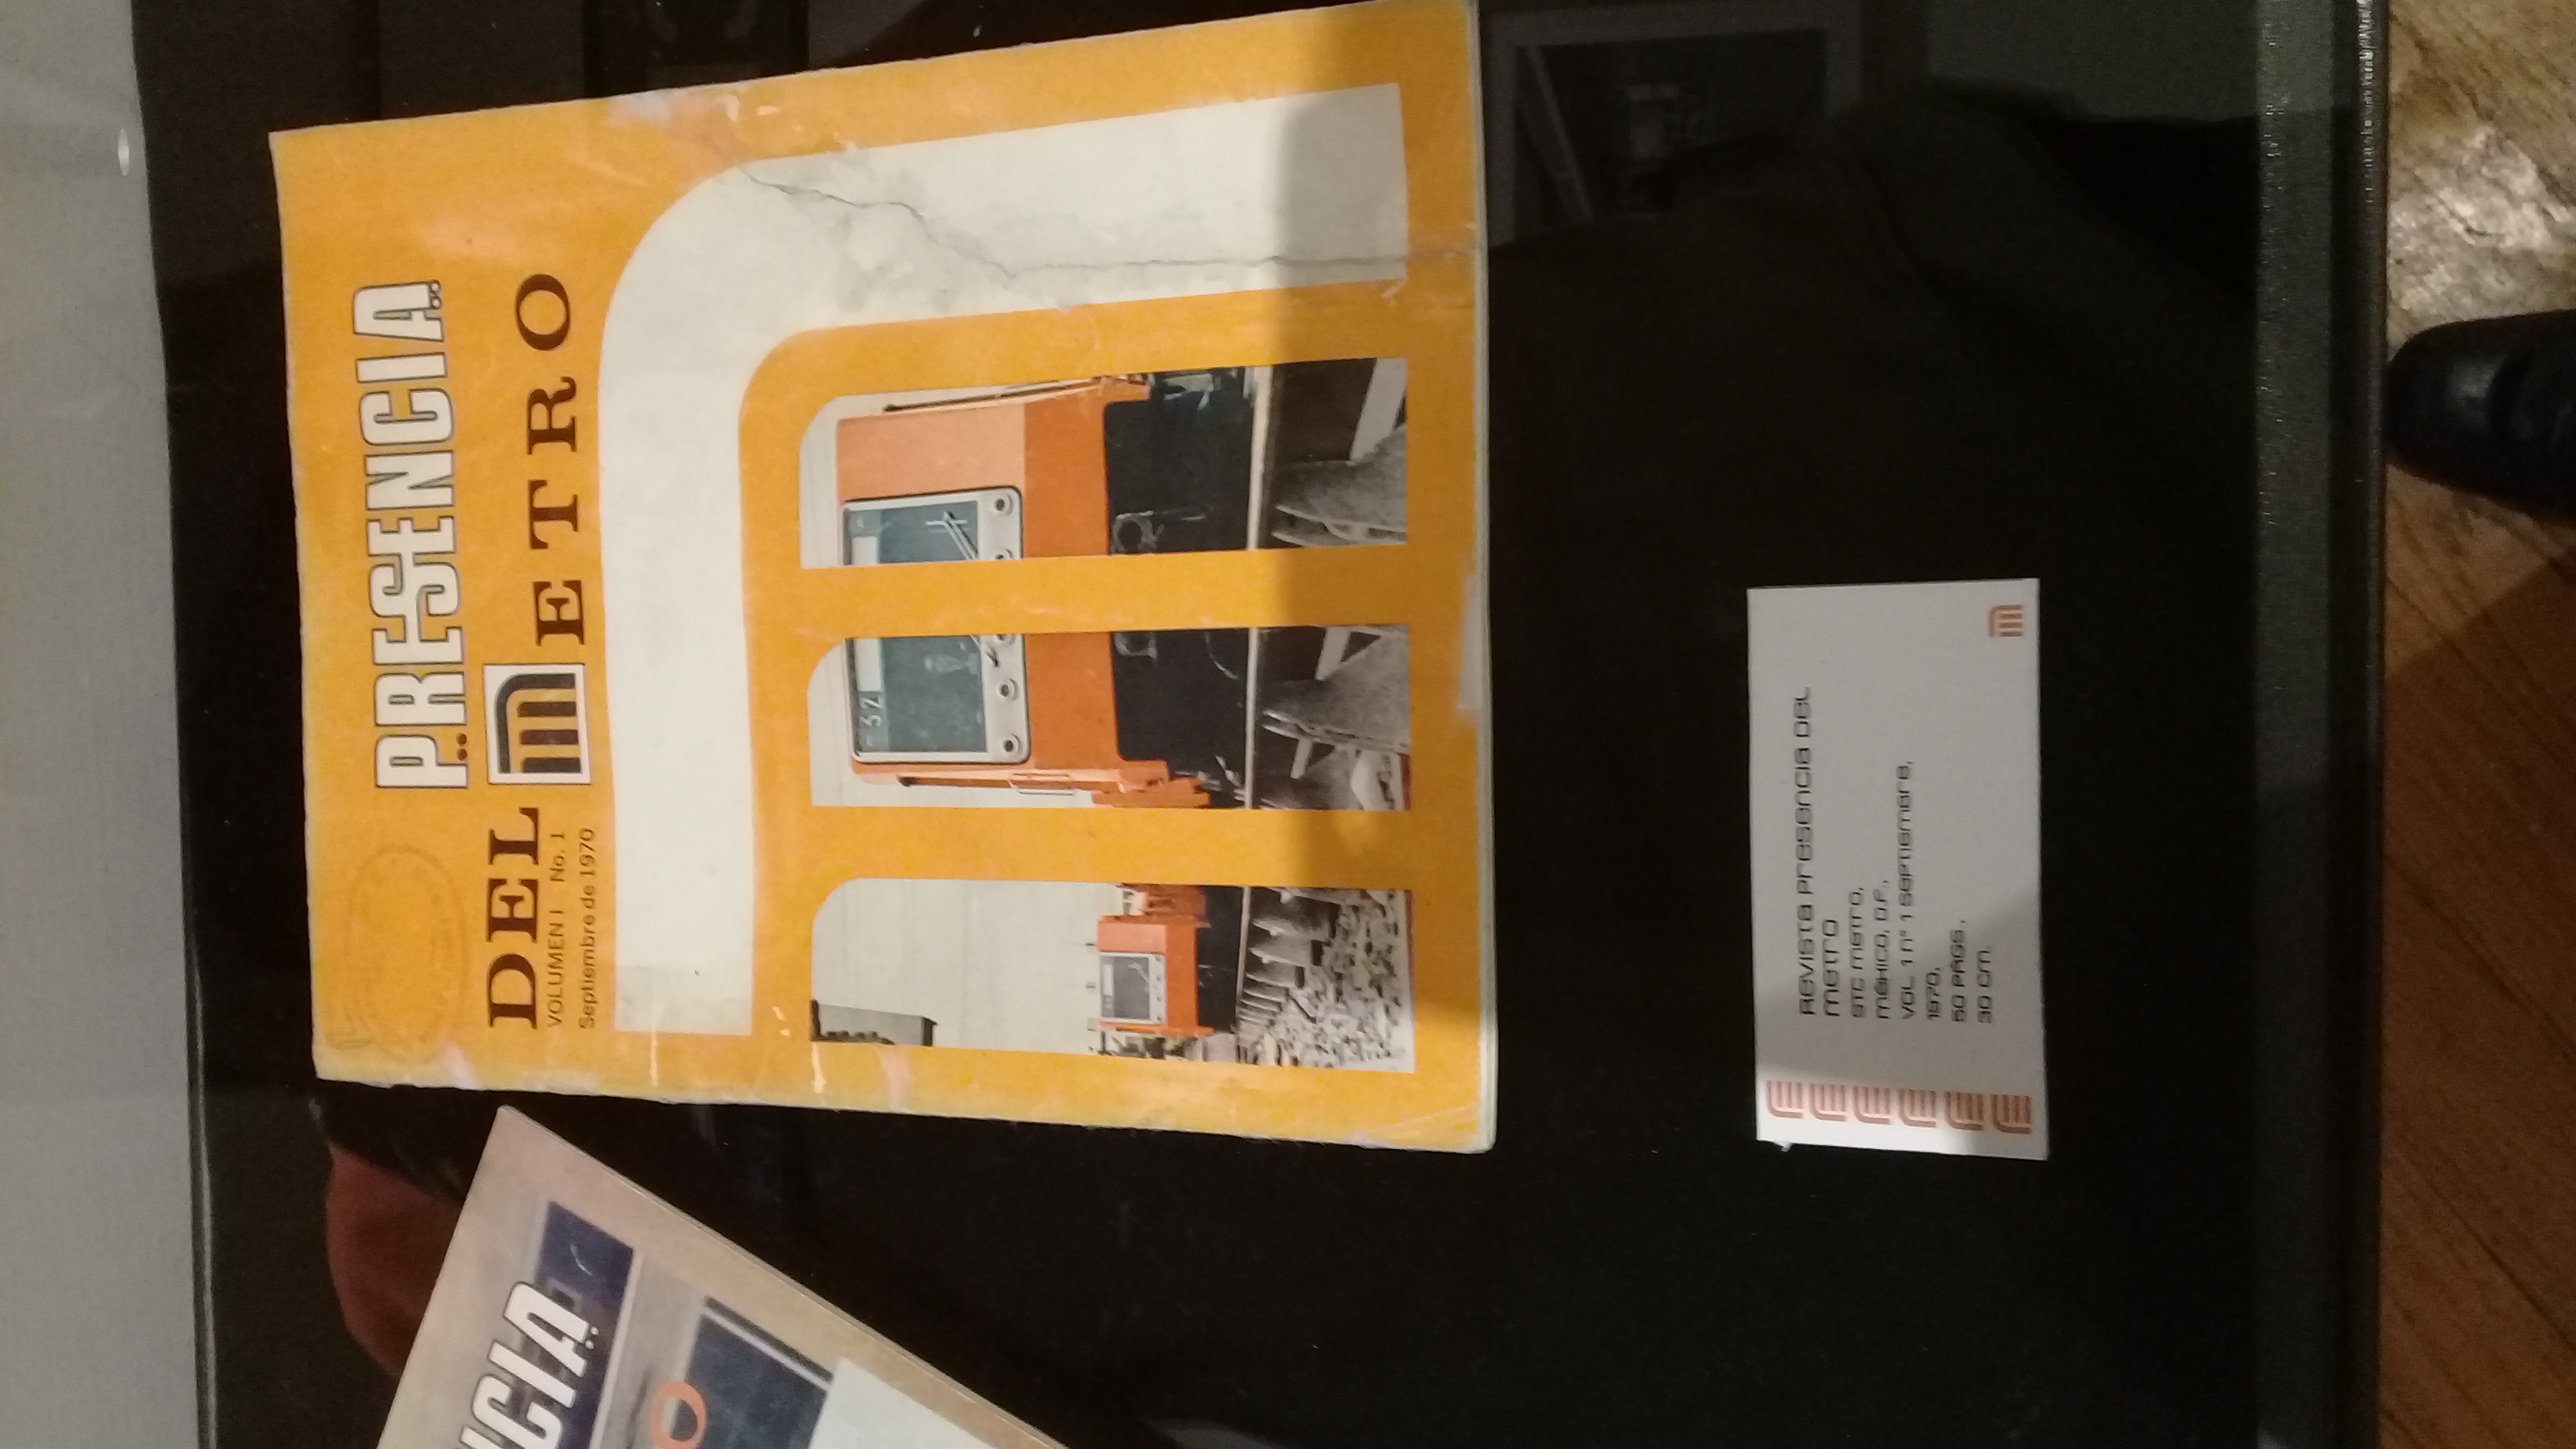 PRESENCIA
DEL METRO
VOLUMEN I No. 1
Septiembre de 1970
32
NCIA
O
Revista Presencia del
metro
STC metro,
México, D.F.,
Vol. 1 n° 1 septiembre,
1970,
50 págs.,
30 cm.